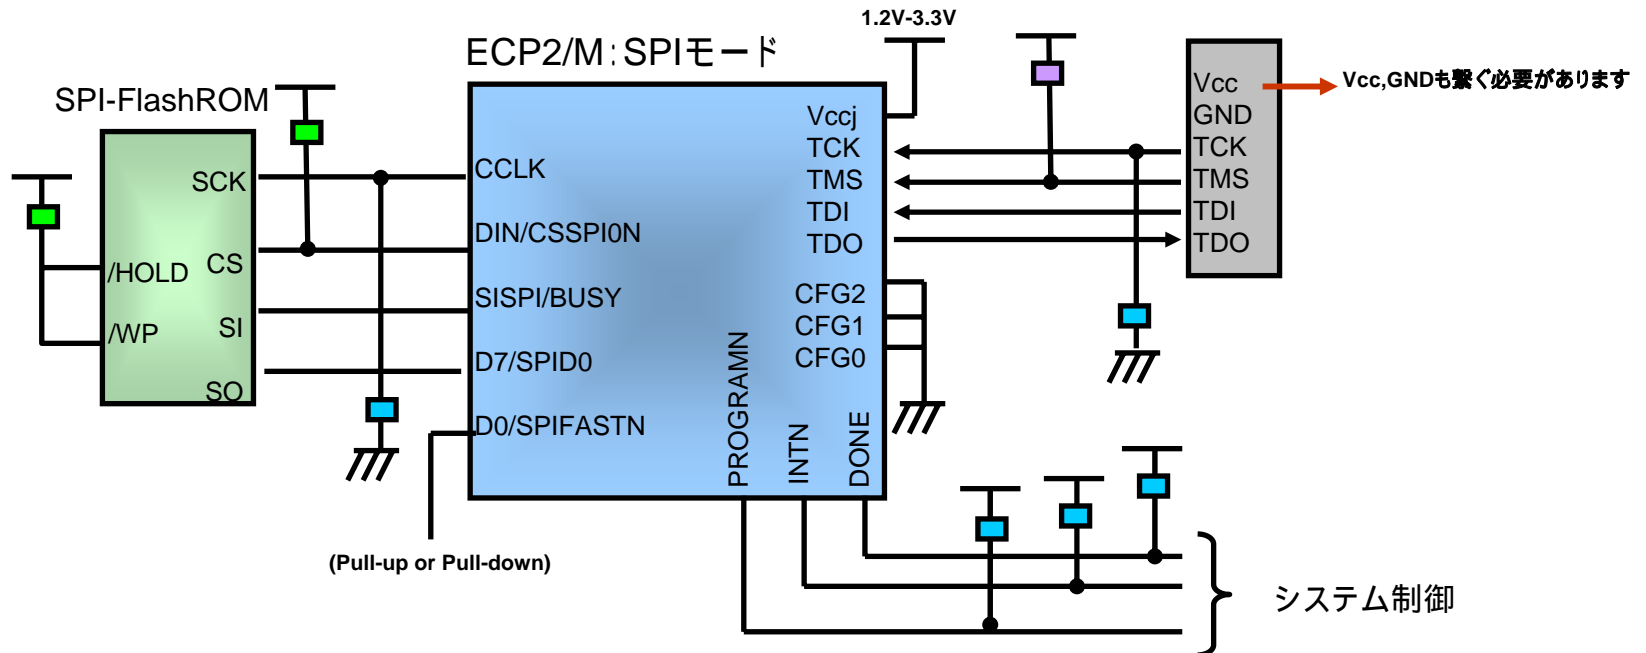 1.2V-3.3V
ECP2/M:SPIモード
SPI-FlashROM
SCK
CS
/HOLD
SI
/WP
SO
CCLK
DIN/CSSPI0N
SISPI/BUSY
D7/SPID0
D0/SPIFASTN
(Pull-up or Pull-down)
Vccj
TCK
TMS
TDI
TDO
CFG2
CFG1
CFG0
PROGRAMN
INTN
DONE
Vcc
GND
TCK
TMS
TDI
TDO
Vcc,GNDも繋ぐ必要があります
システム制御